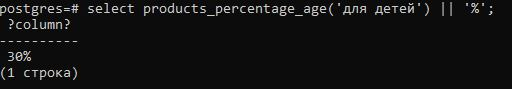 postgres=# select products_percentage_age('для детей') || '%';
?column?
----------
30%
(1 строка)